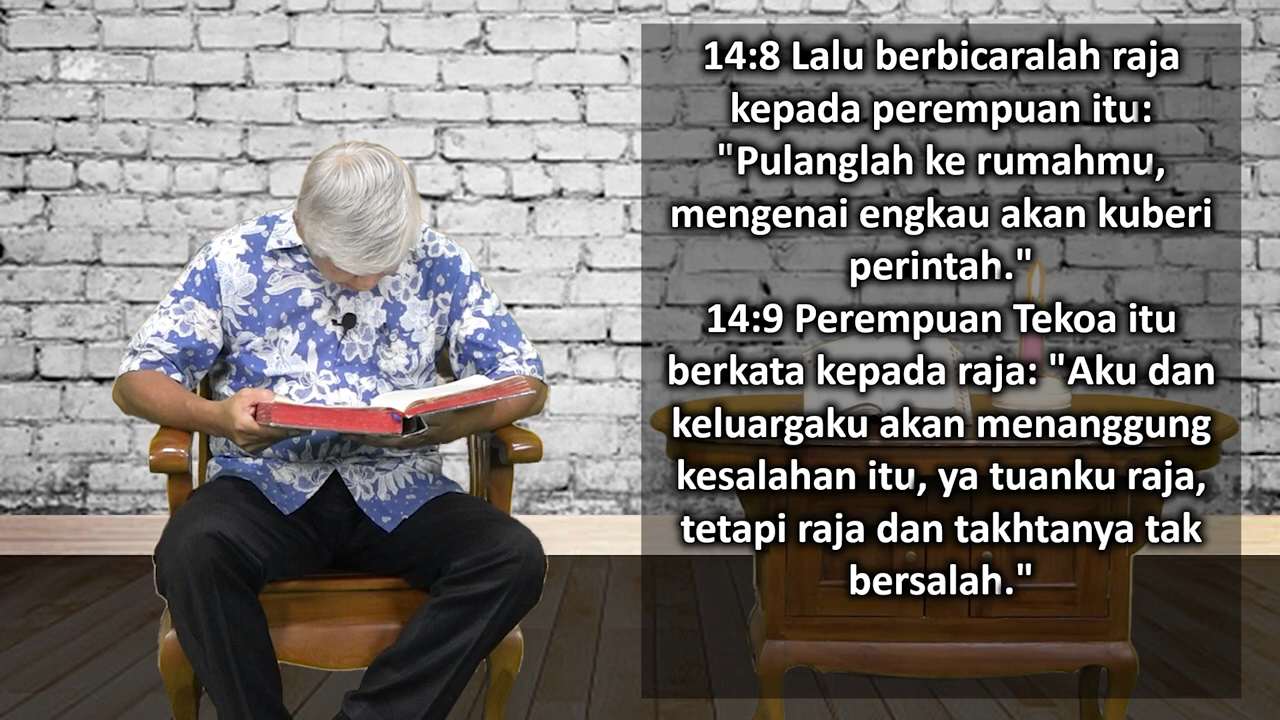 14:8 Lalu berbicaralah raja
kepada perempuan itu:
"Pulanglah ke rumahmu,
mengenai engkau akan kuberi
perintah."
14:9 Perempuan Tekoa itu
berkata kepada raja: "Aku dan
keluargaku akan menanggung
kesalahan itu, ya tuanku raja,
tetapi raja dan takhtanya tak
bersalah."